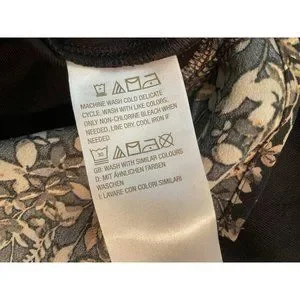 MACHINE WASH COLD DELICATE
CYCLE. WASH WITH LIKE COLORS.
ONLY NON-CHLORINE BLEACH WHEN
NEEDED. LINE DRY. COOL IRON IF
NEEDED
GB: WASH WITH SIMILAR COLOURS
D: MIT ÄHNLICHEN FARBEN
WASCHEN
I: LAVARE CON COLORI SIMILARI